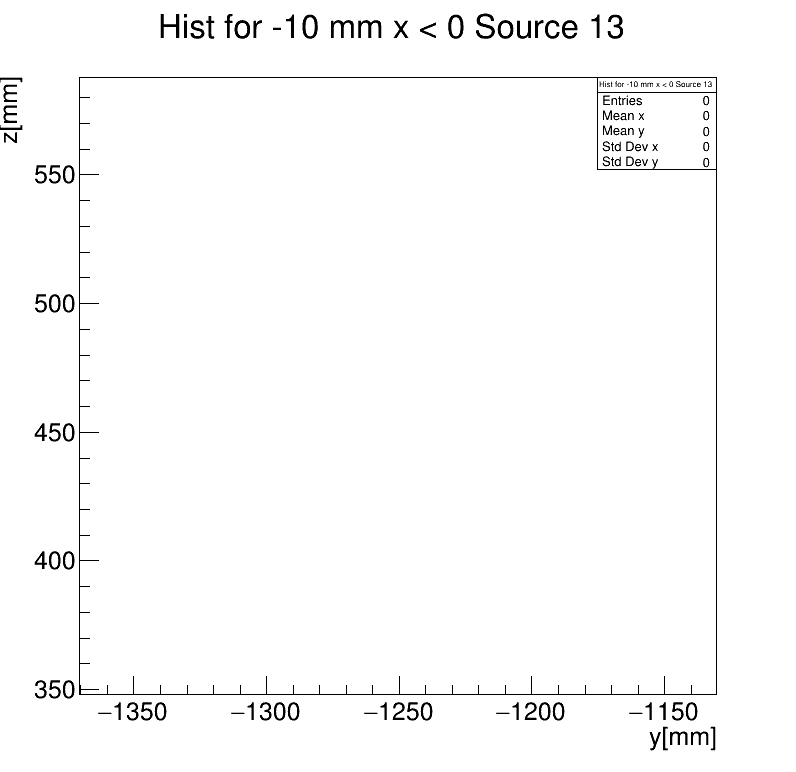 Hist for -10 mm x < 0 Source 13
z[mm]
Hist for -10 mm x < 0 Source 13
Entries 0
Mean x 0
Mean y 0
Std Dev x 0
Std Dev y 0
550
500
450
400
350
−1350 −1300 −1250 −1200 −1150
y[mm]